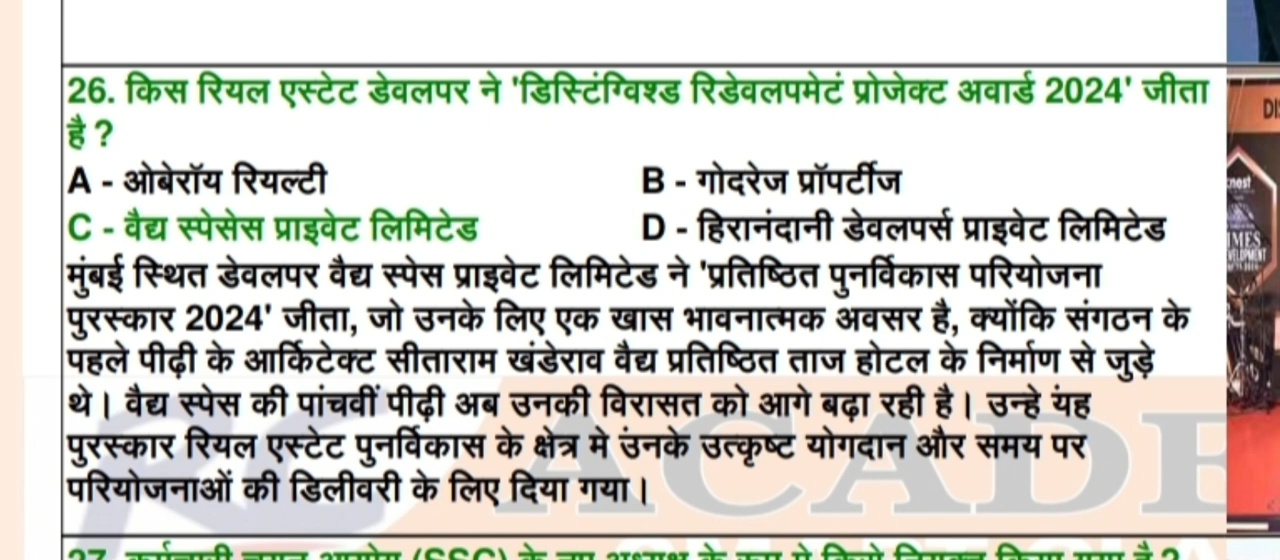 26. किस रियल एस्टेट डेवलपर ने 'डिस्टिंग्विश्ड रिडेवलपमेटं प्रोजेक्ट अवार्ड 2024' जीता
है ?
A - ओबेरॉय रियल्टी B - गोदरेज प्रॉपर्टीज
C - वैद्य स्पेसेस प्राइवेट लिमिटेड D - हिरानंदानी डेवलपर्स प्राइवेट लिमिटेड
मुंबई स्थित डेवलपर वैद्य स्पेस प्राइवेट लिमिटेड ने 'प्रतिष्ठित पुनर्विकास परियोजना
पुरस्कार 2024' जीता, जो उनके लिए एक खास भावनात्मक अवसर है, क्योंकि संगठन के
पहले पीढ़ी के आर्किटेक्ट सीताराम खंडेराव वैद्य प्रतिष्ठित ताज होटल के निर्माण से जुड़े
थे। वैद्य स्पेस की पांचवीं पीढ़ी अब उनकी विरासत को आगे बढ़ा रही है। उन्हे यंह
पुरस्कार रियल एस्टेट पुनर्विकास के क्षेत्र मे उंनके उत्कृष्ट योगदान और समय पर
परियोजनाओं की डिलीवरी के लिए दिया गया।
ACADE